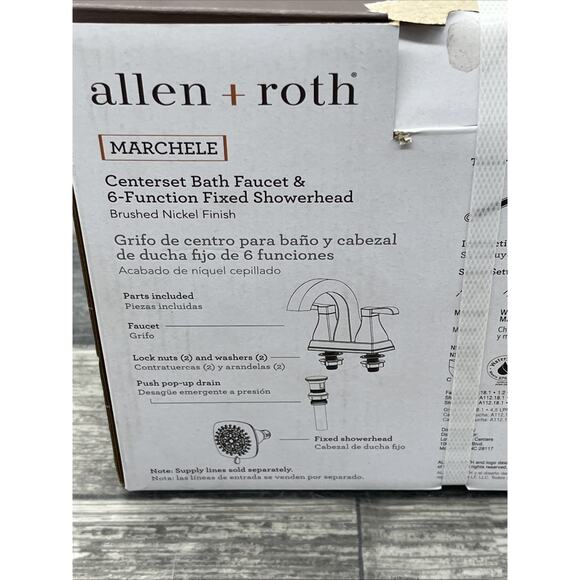 allen + roth®
MARCHELE
Centerset Bath Faucet &
6-Function Fixed Showerhead
Brushed Nickel Finish
Grifo de centro para baño y cabezal
de ducha fijo de 6 funciones
Acabado de níquel cepillado
Parts included
Piezas incluidas
Faucet
Grifo
Lock nuts (2) and washers (2)
Contratuercas (2) y arandelas (2)
Push pop-up drain
Desagüe emergente a presión
Fixed showerhead
Cabezal de ducha fijo
Note: Supply lines sold separately.
Nota: las líneas de entrada se venden por separado.